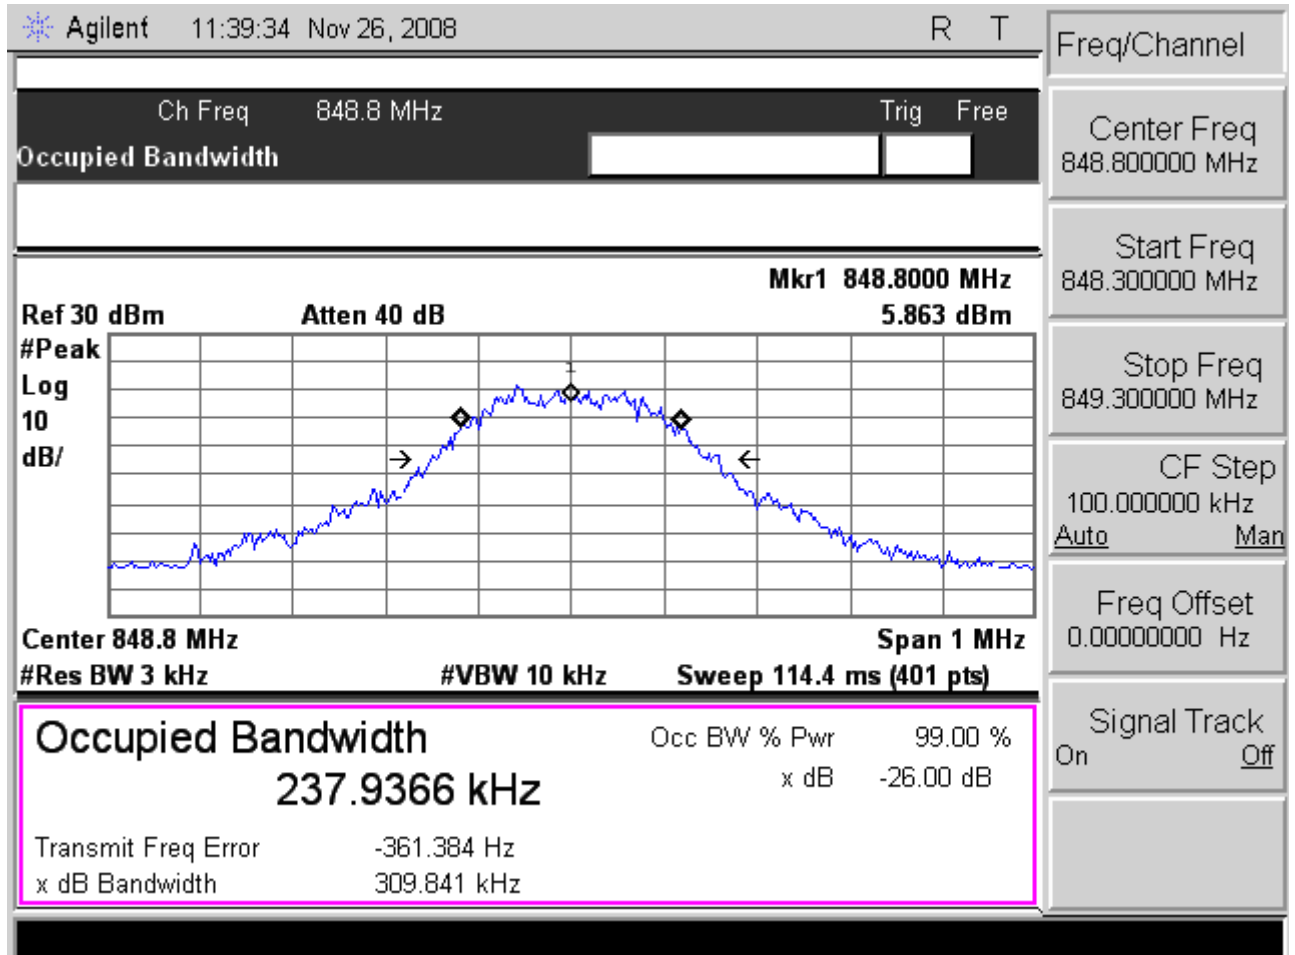 Agilent 11:39:34 Nov 26, 2008 R T
Freq/Channel
Ch Freq 848.8 MHz Trig Free
Occupied Bandwidth
Center Freq
848.800000 MHz
Start Freq
848.300000 MHz
Stop Freq
849.300000 MHz
CF Step
100.000000 kHz
Auto Man
Freq Offset
0.00000000 Hz
Signal Track
On Off
Mkr1 848.8000 MHz
Ref 30 dBm Atten 40 dB 5.863 dBm
#Peak
Log
10
dB/
1
Center 848.8 MHz Span 1 MHz
#Res BW 3 kHz #VBW 10 kHz Sweep 114.4 ms (401 pts)
Occupied Bandwidth Occ BW % Pwr 99.00 %
237.9366 kHz x dB -26.00 dB
Transmit Freq Error -361.384 Hz
x dB Bandwidth 309.841 kHz